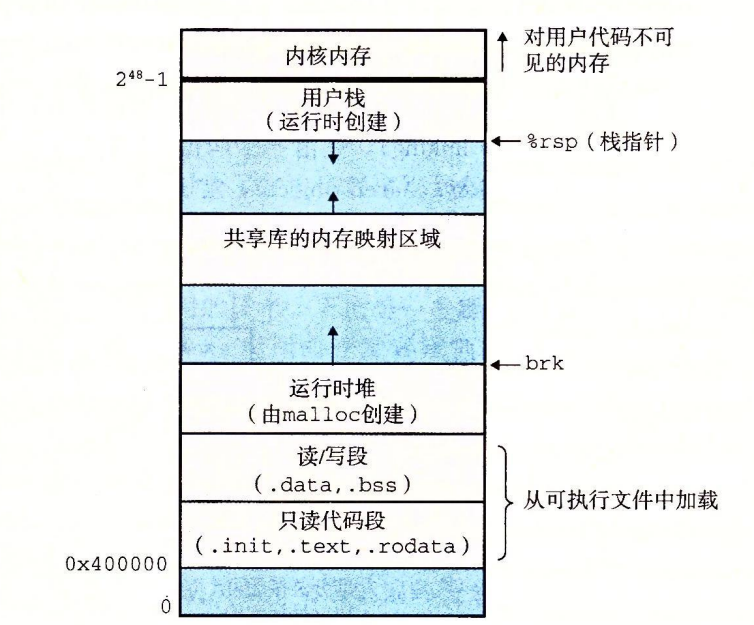 内核内存
对用户代码不可
见的内存
2⁴⁸-1
用户栈
(运行时创建)
%rsp(栈指针)
共享库的内存映射区域
brk
运行时堆
(由malloc创建)
读/写段
(.data,.bss)
从可执行文件中加载
只读代码段
(.init,.text,.rodata)
0x400000
0